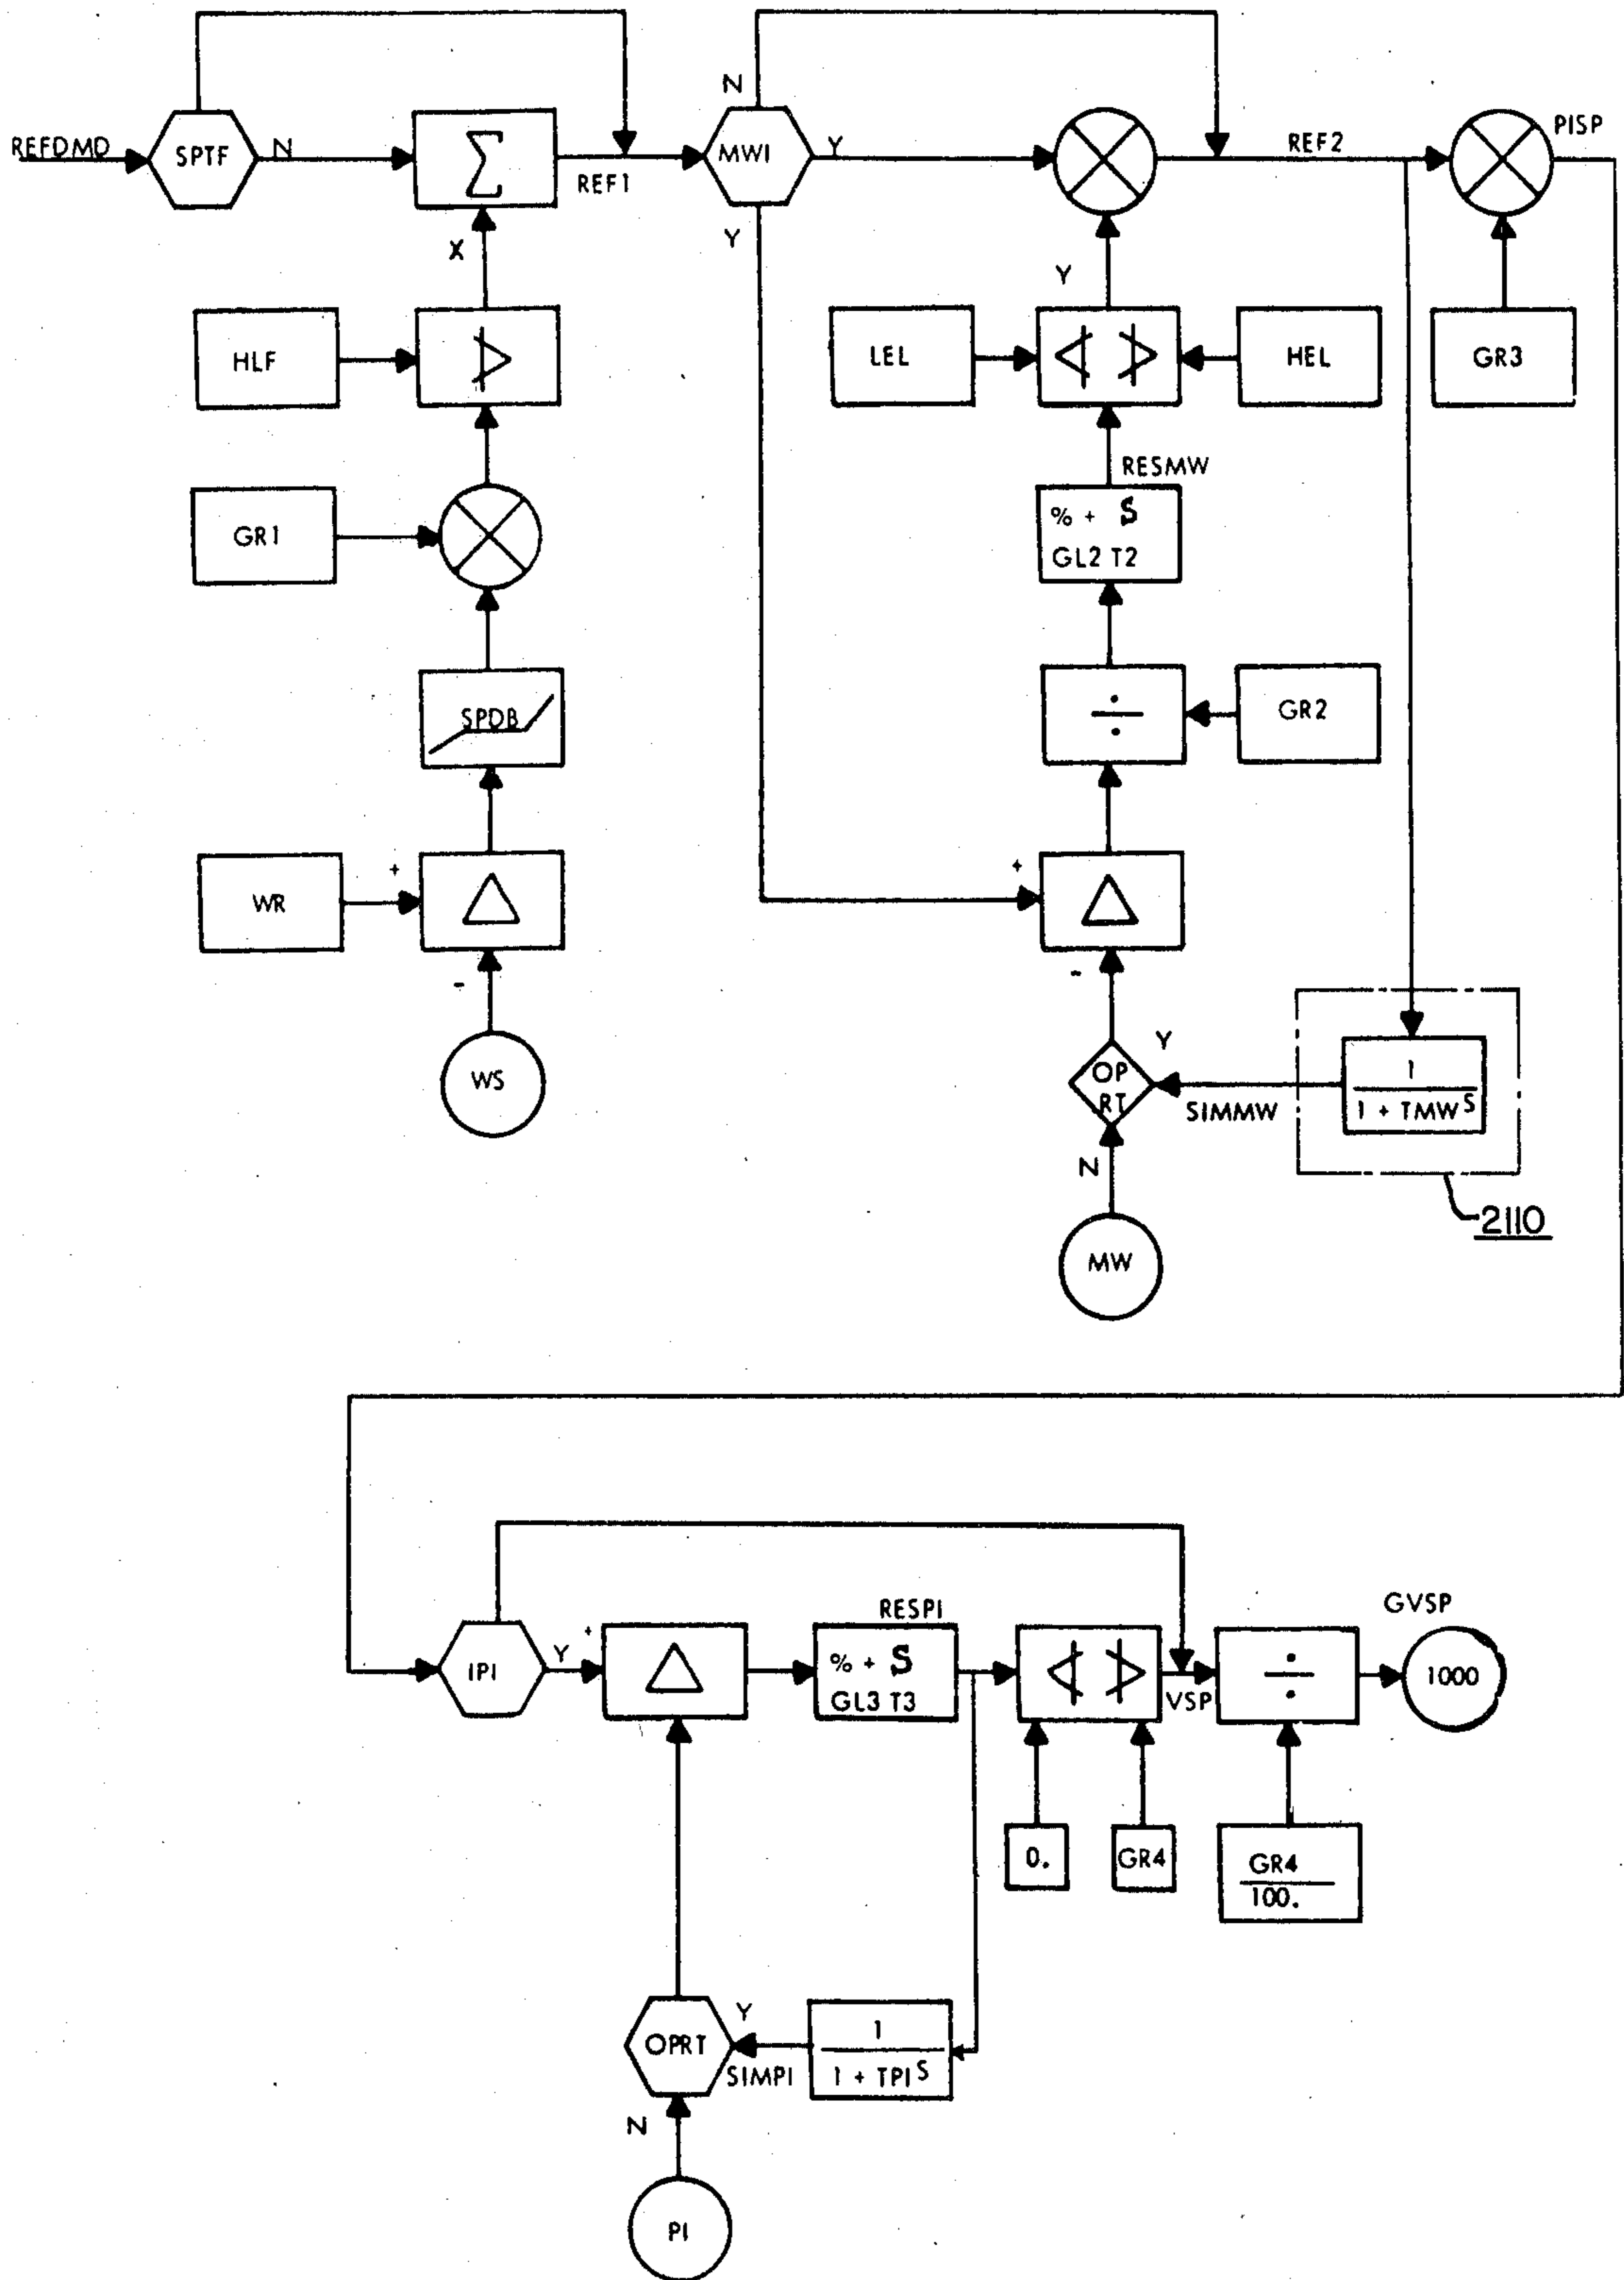 REFDMD
SPTF
N
Σ
REF1
N
MWI
Y
REF2
PISP
X
Y
Y
HLF
LEL
HEL
GR3
RESMW
GR1
% + S
GL2 T2
SPDB
÷
GR2
WR
+
Δ
+
Δ
-
-
WS
OP
RT
Y
SIMMW
1
1 + TMW S
N
MW
2110
IPI
Y
+
Δ
RESPI
% + S
GL3 T3
VSP
÷
GVSP
1000
0.
GR4
GR4
100.
OPRT
Y
SIMPI
1
1 + TPI S
N
PI